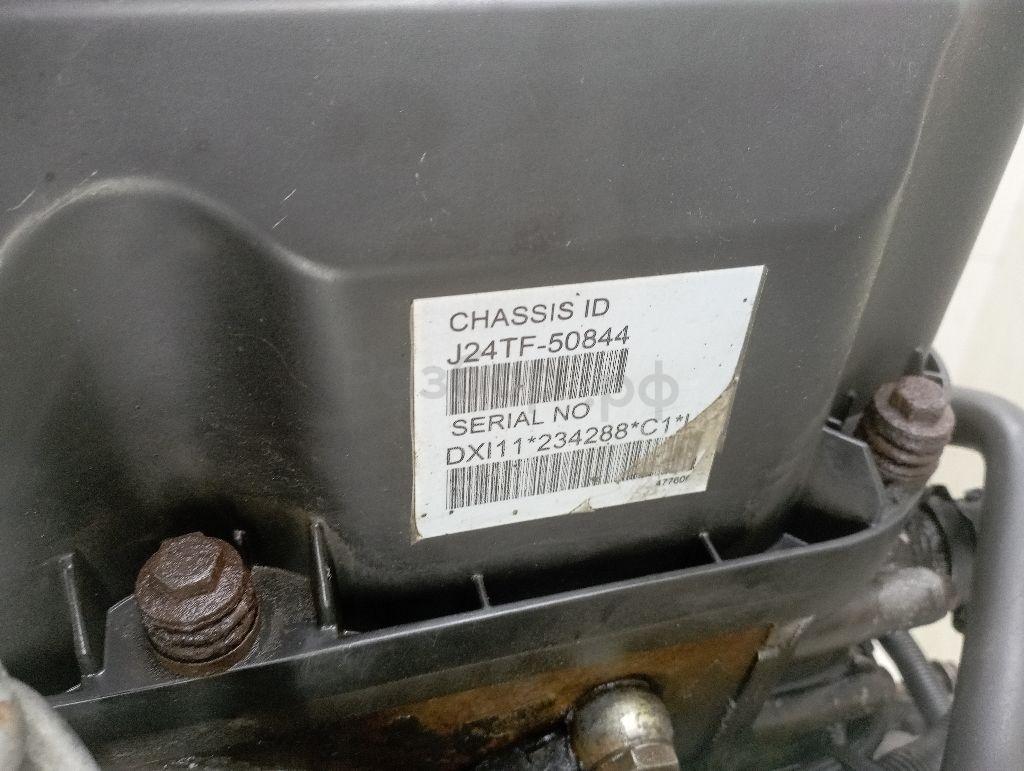 CHASSIS ID
J24TF-50844
SERIAL NO
DXI11*234288*C1*